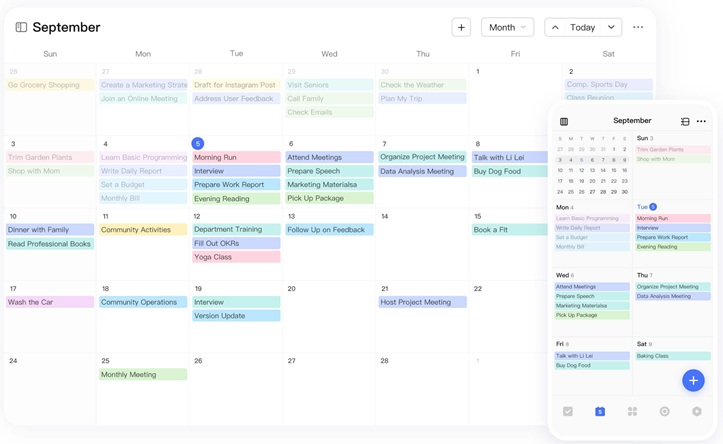 September
Month
Today
Sun Mon Tue Wed Thu Fri Sat
26 27 28 29 30 1 2
Go Grocery Shopping
Create a Marketing Strate
Join an Online Meeting
Draft for Instagram Post
Address User Feedback
Visit Seniors
Call Family
Check Emails
Check the Weather
Plan My Trip
Comp. Sports Day
Class Reunion
3 4 5 6 7 8
Trim Garden Plants
Shop with Mom
Learn Basic Programming
Write Daily Report
Set a Budget
Monthly Bill
Morning Run
Interview
Prepare Work Report
Evening Reading
Attend Meetings
Prepare Speech
Marketing Materialsa
Pick Up Package
Organize Project Meeting
Data Analysis Meeting
Talk with Li Lei
Buy Dog Food
10 11 12 13 14 15
Dinner with Family
Read Professional Books
Community Activities
Department Training
Fill Out OKRs
Yoga Class
Follow Up on Feedback
Book a Fit
17 18 19 20 21 22
Wash the Car
Community Operations
Interview
Version Update
Host Project Meeting
24 25 26 27 28 1
Monthly Meeting
September
S M T W T F S
27 28 29 30 31 1 2
3 4 5 6 7 8 9
10 11 12 13 14 15 16
17 18 19 20 21 22 23
24 25 26 27 28 29 30
Sun 3
Trim Garden Plants
Shop with Mom
Mon 4
Learn Basic Programming
Write Daily Report
Set a Budget
Monthly Bill
Tue 5
Morning Run
Interview
Prepare Work Report
Evening Reading
Wed 6
Attend Meetings
Prepare Speech
Marketing Materialsa
Pick Up Package
Thu 7
Organize Project Meeting
Data Analysis Meeting
Fri 8
Talk with Li Lei
Buy Dog Food
Sat 9
Baking Class
5